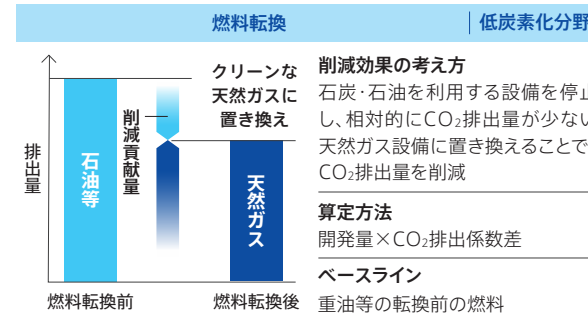 燃料転換
低炭素化分野
クリーンな
天然ガスに
置き換え
削減貢献量
排出量
石油等
天然ガス
燃料転換前
燃料転換後
削減効果の考え方
石炭・石油を利用する設備を停止
し、相対的にCO₂排出量が少ない
天然ガス設備に置き換えることで
CO₂排出量を削減
算定方法
開発量×CO₂排出係数差
ベースライン
重油等の転換前の燃料